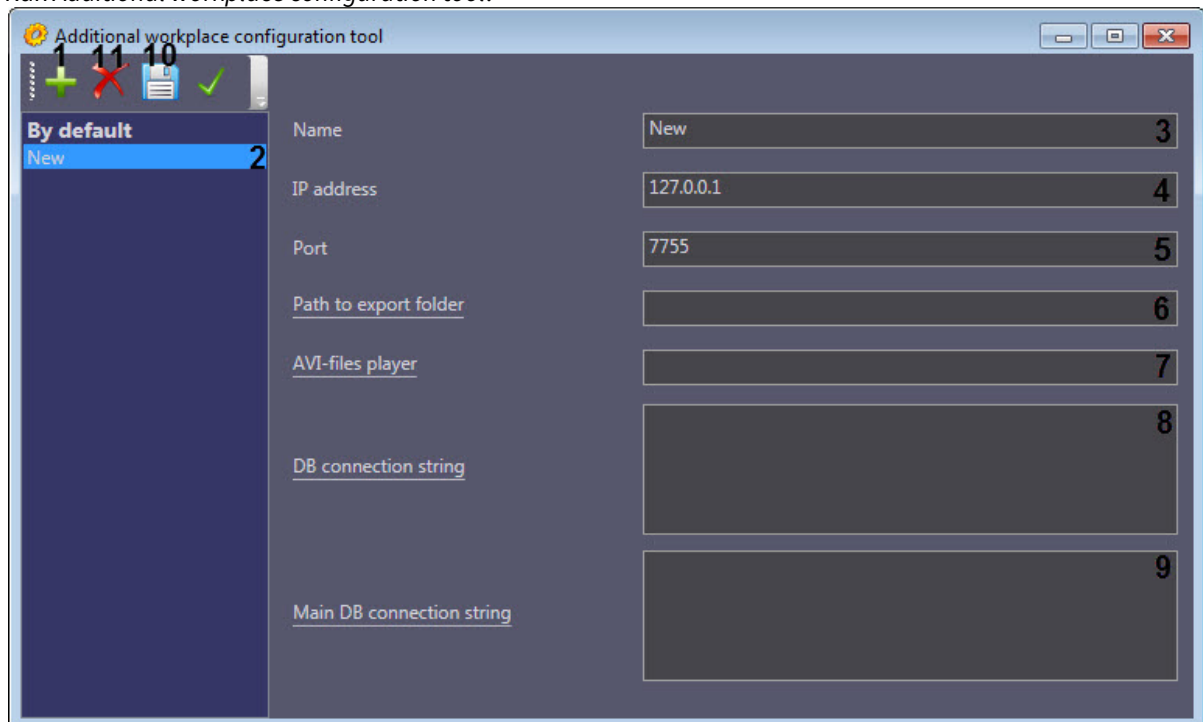 Additional workplace configuration tool
1 11 10
By default
New 2
Name New 3
IP address 127.0.0.1 4
Port 7755 5
Path to export folder 6
AVI-files player 7
8
DB connection string
9
Main DB connection string